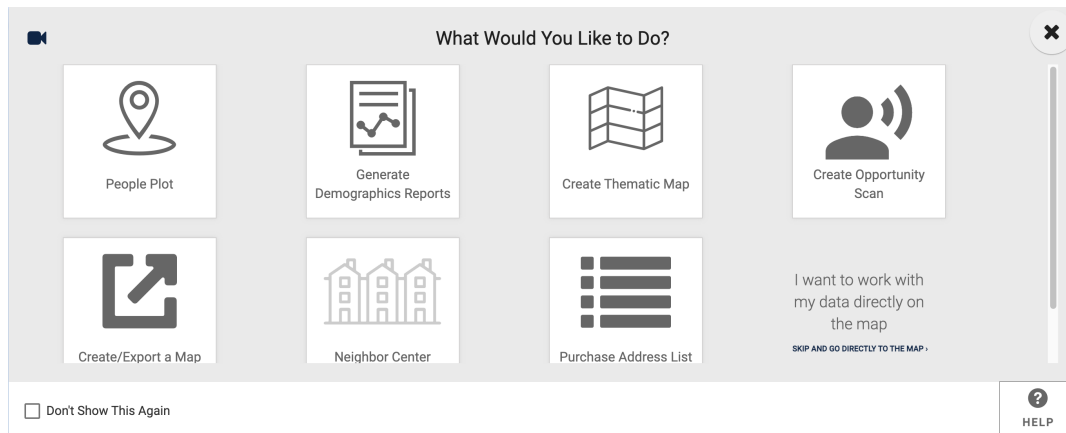 What Would You Like to Do?
People Plot
Generate
Demographics Reports
Create Thematic Map
Create Opportunity
Scan
Create/Export a Map
Neighbor Center
Purchase Address List
I want to work with
my data directly on
the map
SKIP AND GO DIRECTLY TO THE MAP ›
Don't Show This Again
HELP